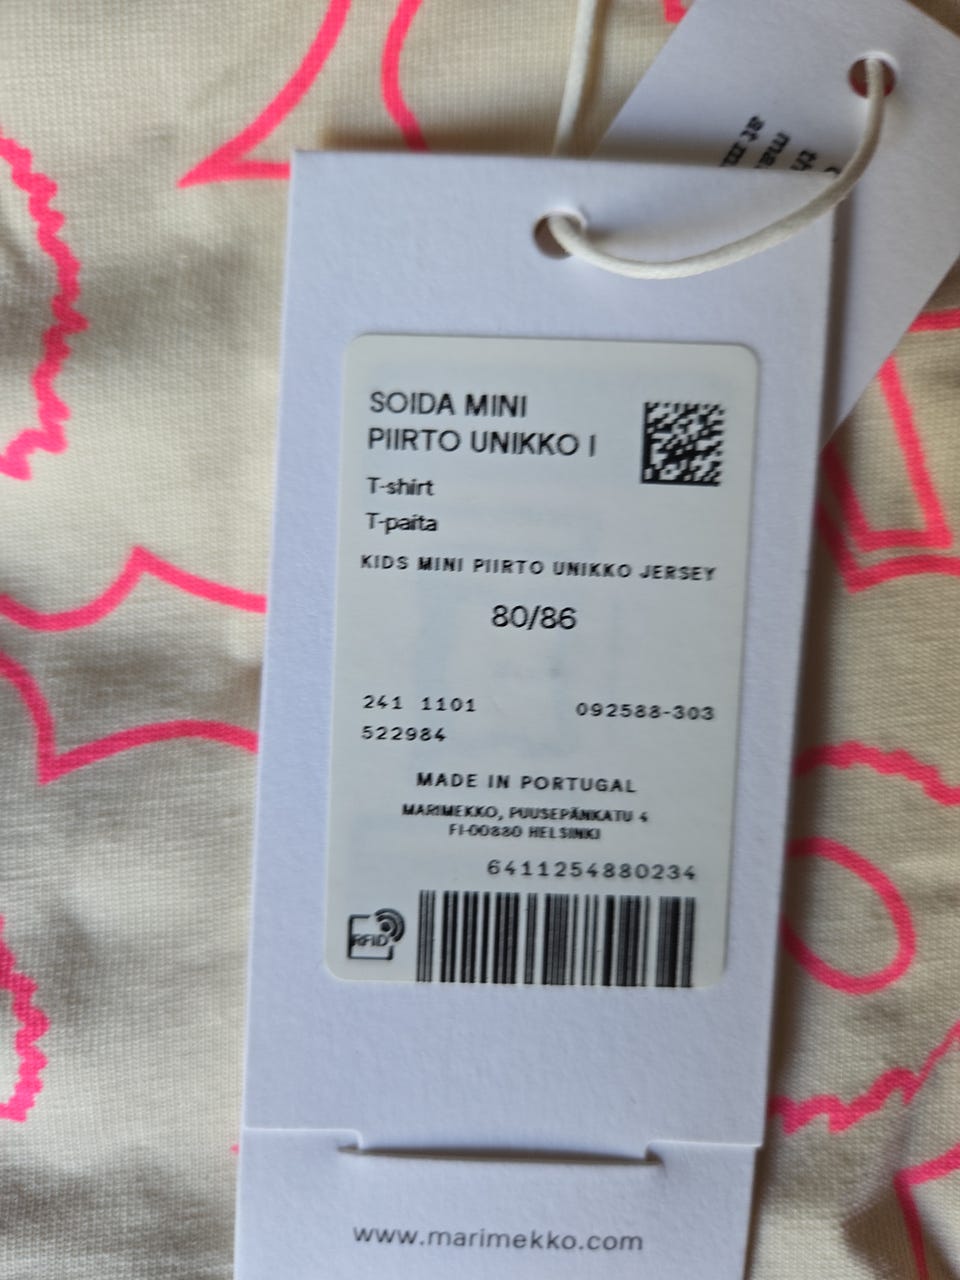 SOIDA MINI
PIIRTO UNIKKO I
T-shirt
T-paita
KIDS MINI PIIRTO UNIKKO JERSEY
80/86
241 1101 092588-303
522984
MADE IN PORTUGAL
MARIMEKKO, PUUSEPÄNKATU 4
FI-00880 HELSINKI
6411254880234
RFID
www.marimekko.com